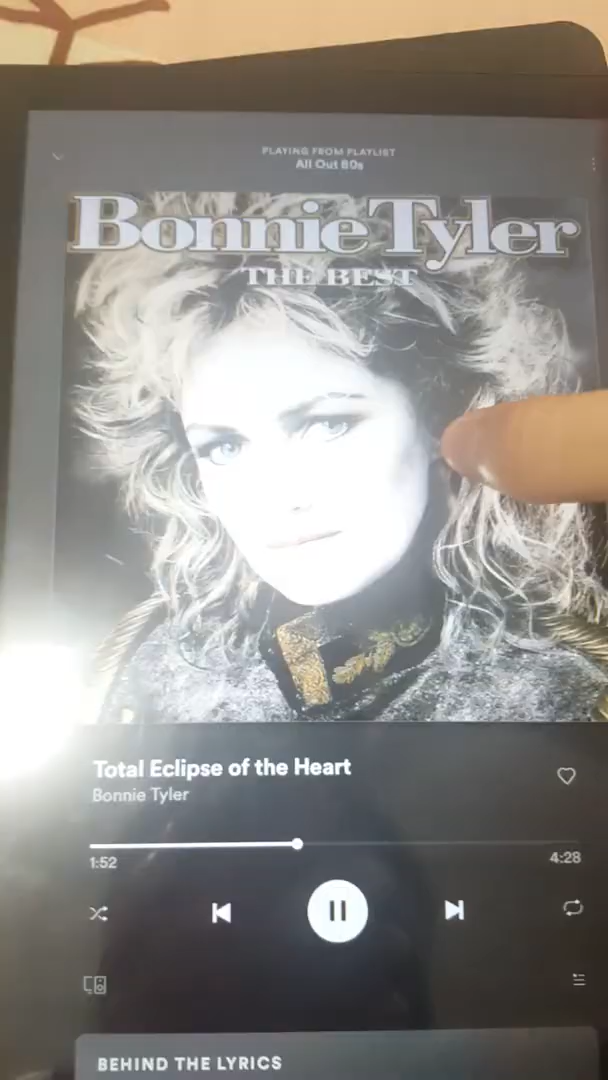 PLAYING FROM PLAYLIST
All Out 80s
Bonnie Tyler
THE BEST
Total Eclipse of the Heart
Bonnie Tyler
1:52
4:28
BEHIND THE LYRICS